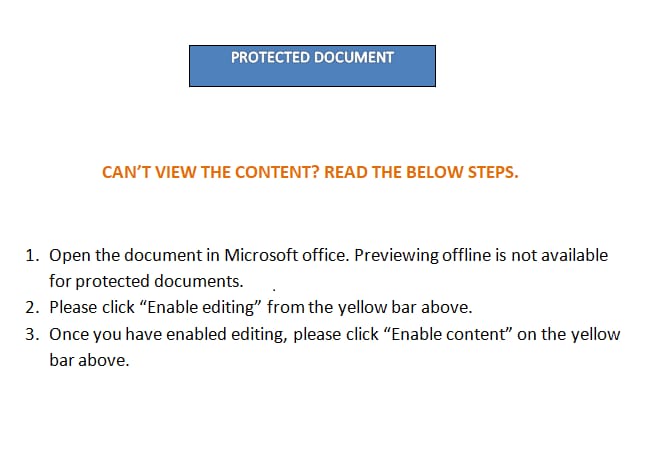 PROTECTED DOCUMENT
CAN’T VIEW THE CONTENT? READ THE BELOW STEPS.
1. Open the document in Microsoft office. Previewing offline is not available
for protected documents.
2. Please click “Enable editing” from the yellow bar above.
3. Once you have enabled editing, please click “Enable content” on the yellow
bar above.